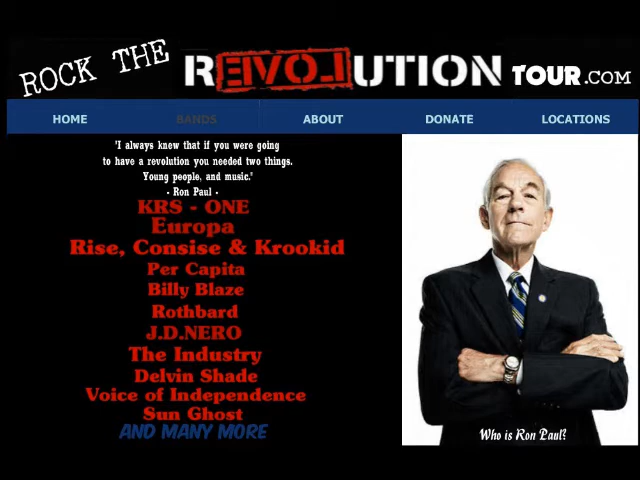 ROCK THE REVOLUTION TOUR.COM
HOME BANDS ABOUT DONATE LOCATIONS
"I always knew that if you were going
to have a revolution you needed two things.
Young people, and music."
- Ron Paul -
KRS - ONE
Europa
Rise, Consise & Krookid
Per Capita
Billy Blaze
Rothbard
J.D.NERO
The Industry
Delvin Shade
Voice of Independence
Sun Ghost
AND MANY MORE
Who is Ron Paul?